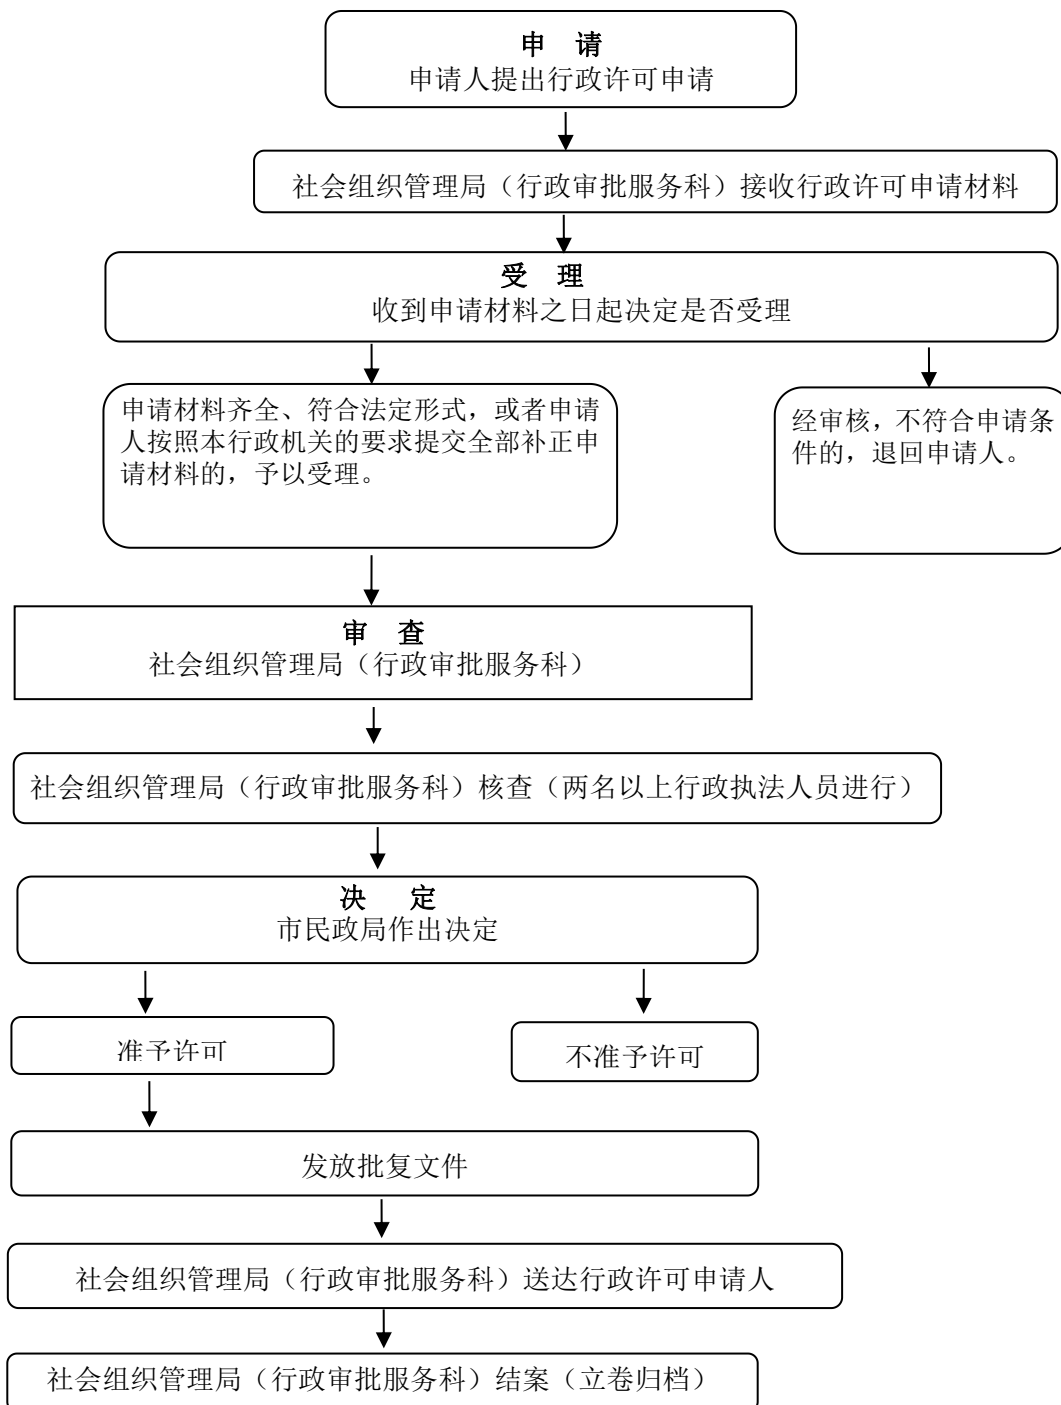 申 请
申请人提出行政许可申请
社会组织管理局（行政审批服务科）接收行政许可申请材料
受 理
收到申请材料之日起决定是否受理
申请材料齐全、符合法定形式，或者申请
人按照本行政机关的要求提交全部补正申
请材料的，予以受理。
经审核，不符合申请条
件的，退回申请人。
审 查
社会组织管理局（行政审批服务科）
社会组织管理局（行政审批服务科）核查（两名以上行政执法人员进行）
决 定
市民政局作出决定
准予许可
不准予许可
发放批复文件
社会组织管理局（行政审批服务科）送达行政许可申请人
社会组织管理局（行政审批服务科）结案（立卷归档）